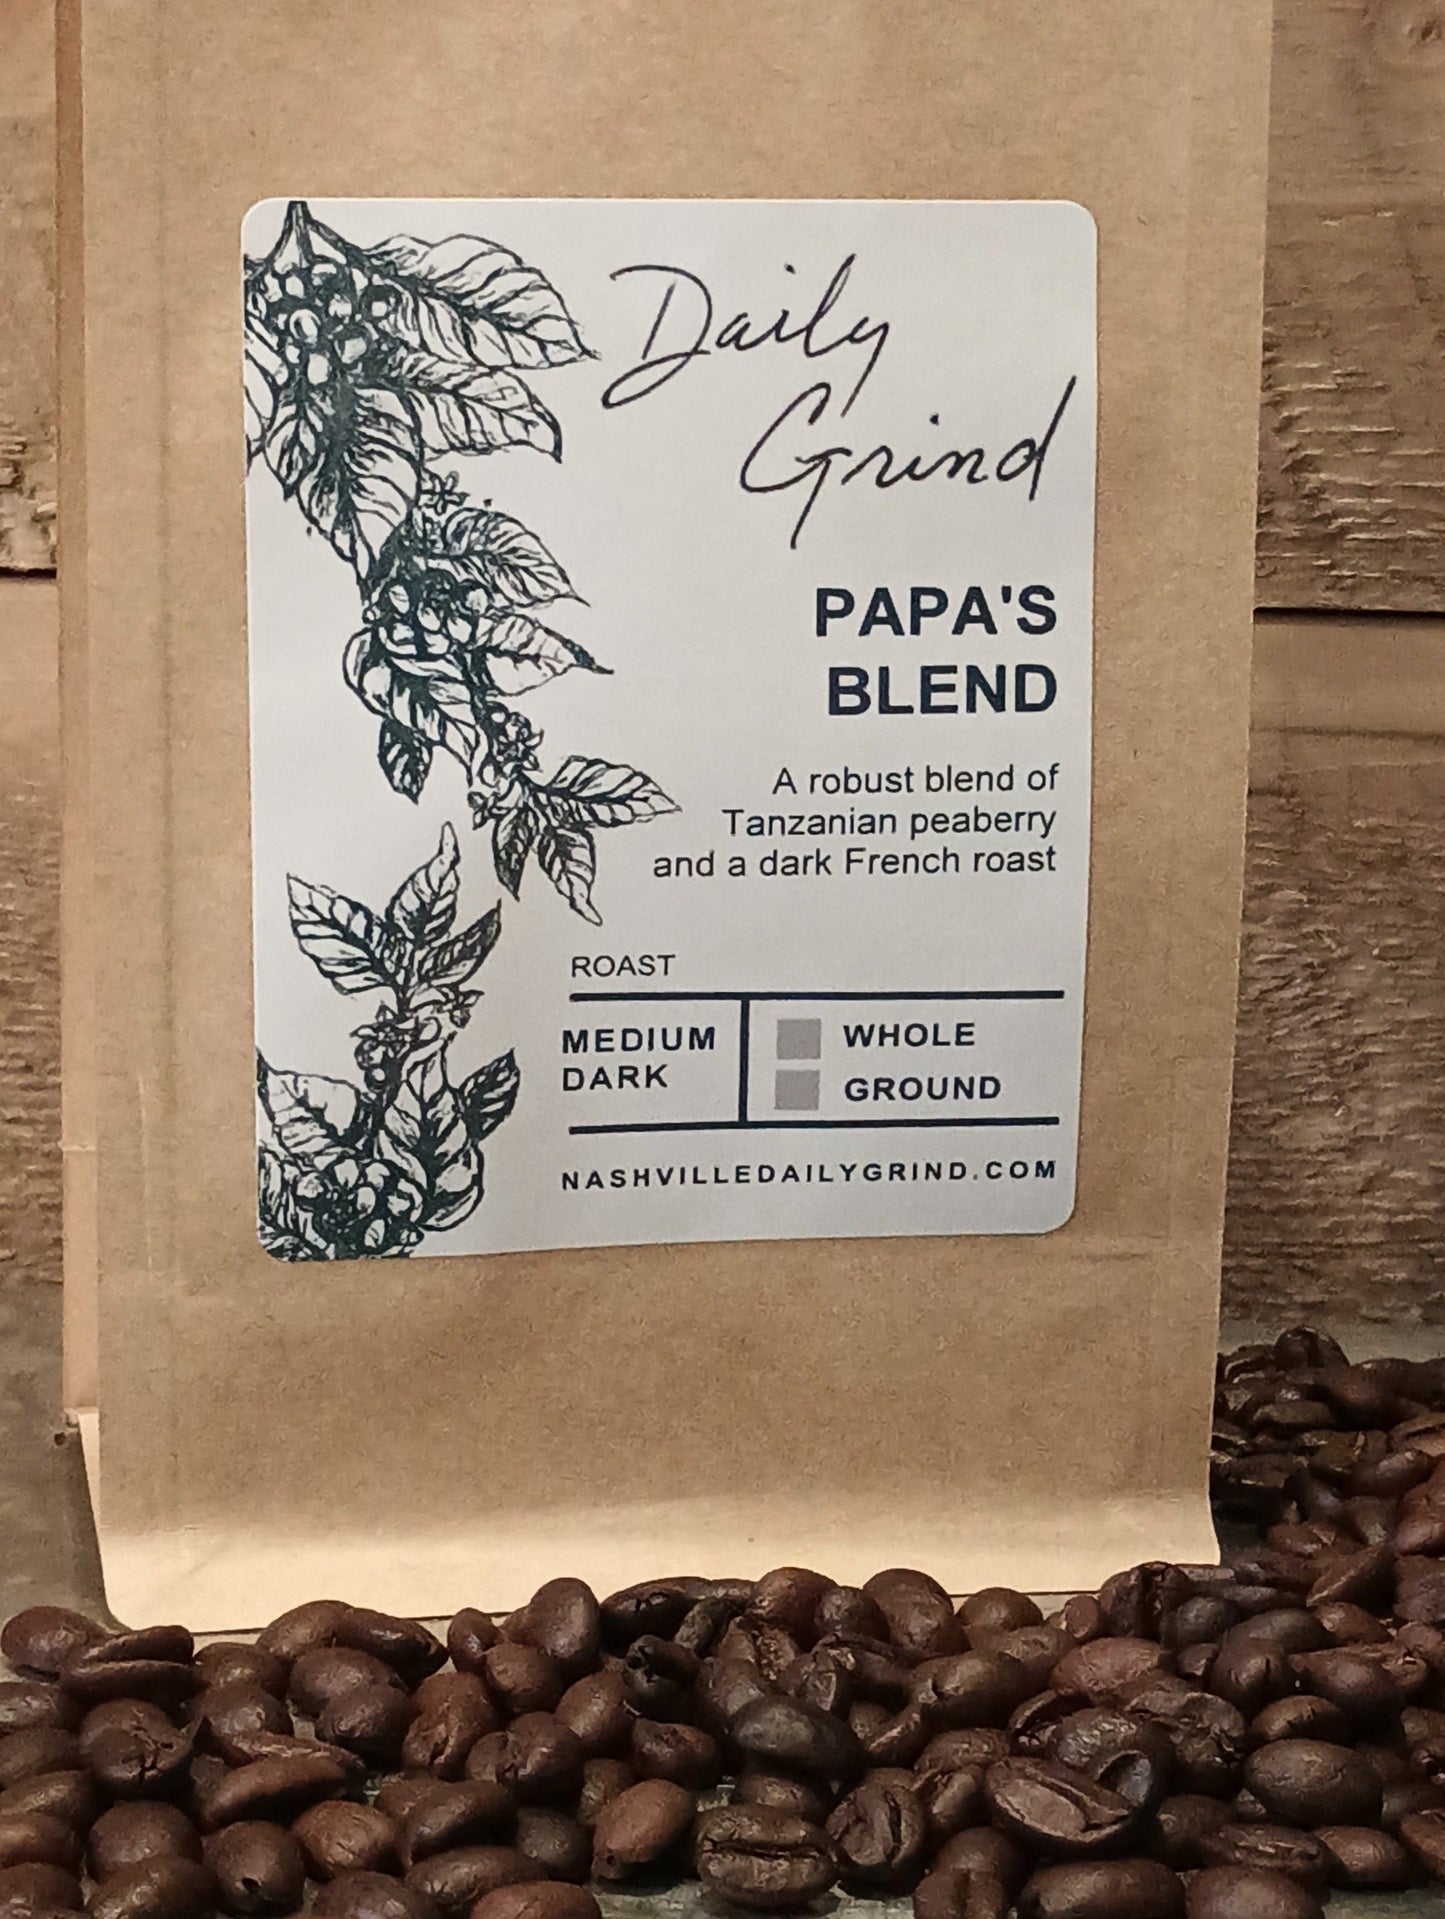 Daily
Grind
PAPA'S
BLEND
A robust blend of
Tanzanian peaberry
and a dark French roast
ROAST
MEDIUM
DARK
WHOLE
GROUND
NASHVILLEDAILYGRIND.COM